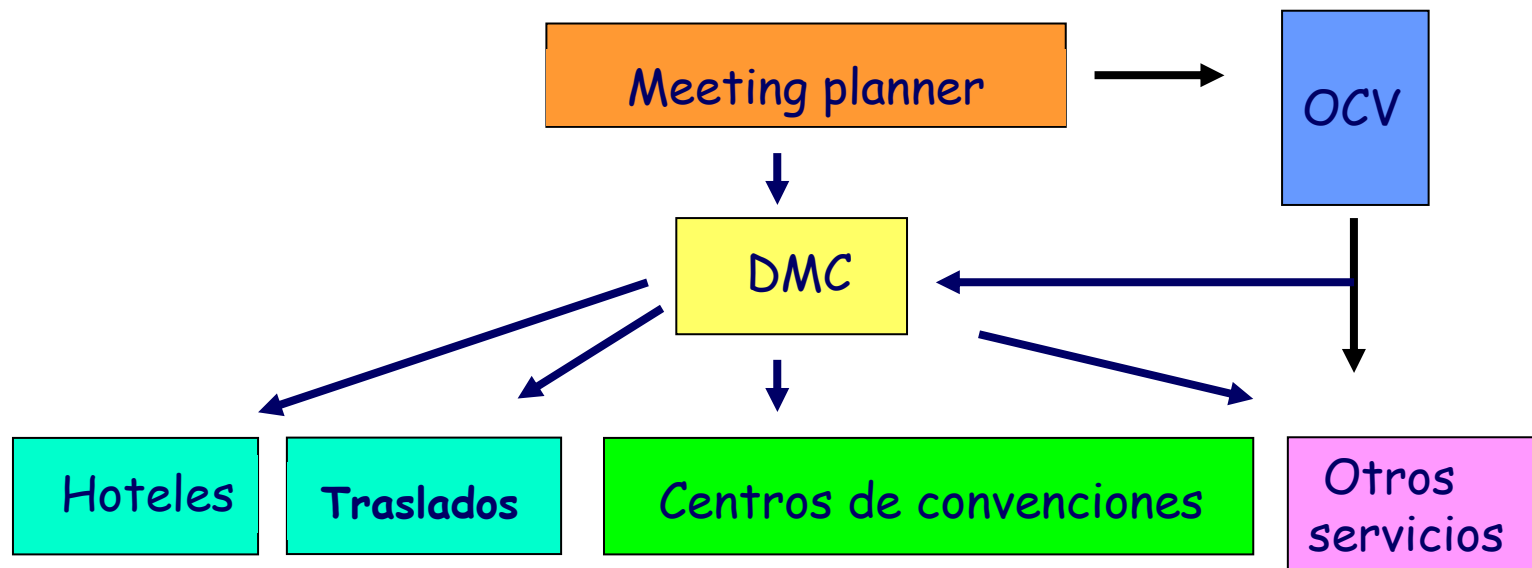 Meeting planner
OCV
DMC
Hoteles
Traslados
Centros de convenciones
Otros
servicios